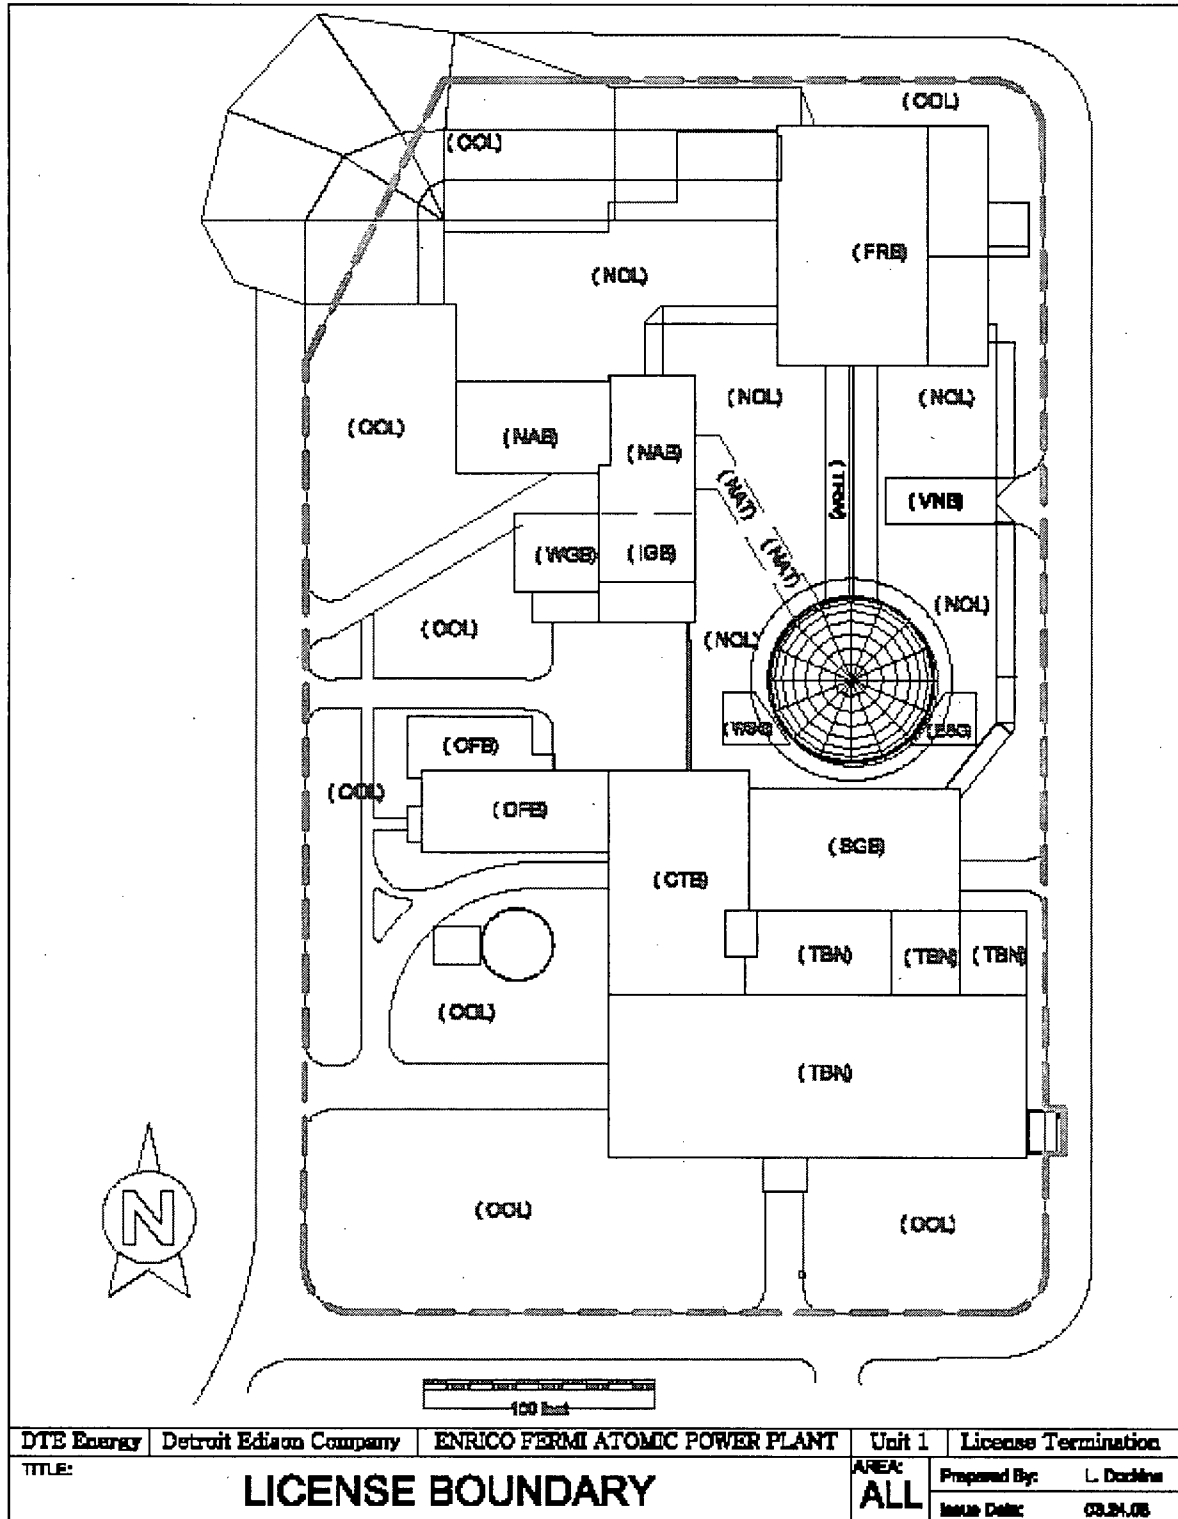 (OOL)
(OOL)
(FRB)
(NOL)
(NOL)
(NOL)
(OOL)
(NAB)
(NAB)
(NAT)
(TRW)
(VNB)
(WGB)
(IGB)
(NAT)
(NOL)
(OOL)
(NOL)
(WSG)
(ESG)
(OFB)
(OOL)
(OFB)
(SGB)
(CTB)
(TBN)
(TBN)
(TBN)
(OOL)
(TBN)
N
(OOL)
(OOL)
100 feet
DTE Energy Detroit Edison Company ENRICO FERMI ATOMIC POWER PLANT Unit 1 License Termination
TITLE: LICENSE BOUNDARY
AREA: ALL
Prepared By:
Issue Date: